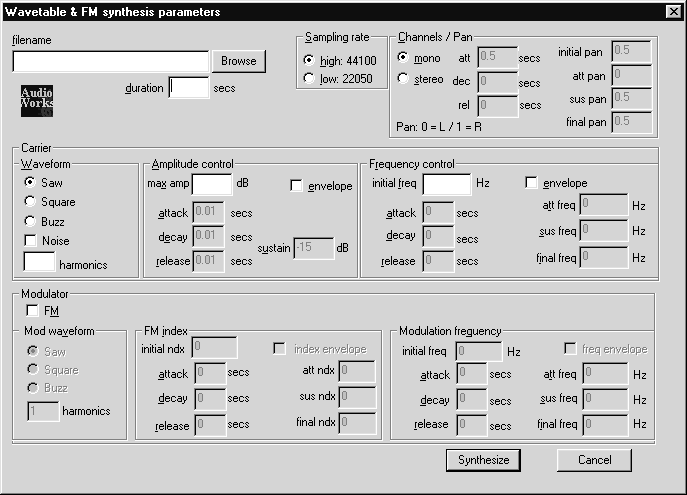 Wavetable & FM synthesis parameters
filename
Browse
duration secs
Audio
Works
Sampling rate
high: 44100
low: 22050
Channels / Pan
mono
stereo
att 0.5 secs
dec 0 secs
rel 0 secs
initial pan 0.5
att pan 0
sus pan 0.5
final pan 0.5
Pan: 0 = L / 1 = R
Carrier
Waveform
Saw
Square
Buzz
Noise
harmonics
Amplitude control
max amp dB
envelope
attack 0.01 secs
decay 0.01 secs
release 0.01 secs
sustain -15 dB
Frequency control
initial freq Hz
envelope
attack 0 secs
decay 0 secs
release 0 secs
att freq 0 Hz
sus freq 0 Hz
final freq 0 Hz
Modulator
FM
Mod waveform
Saw
Square
Buzz
1 harmonics
FM index
initial ndx 0
index envelope
attack 0 secs
decay 0 secs
release 0 secs
att ndx 0
sus ndx 0
final ndx 0
Modulation frequency
initial freq 0 Hz
freq envelope
attack 0 secs
decay 0 secs
release 0 secs
att freq 0 Hz
sus freq 0 Hz
final freq 0 Hz
Synthesize
Cancel